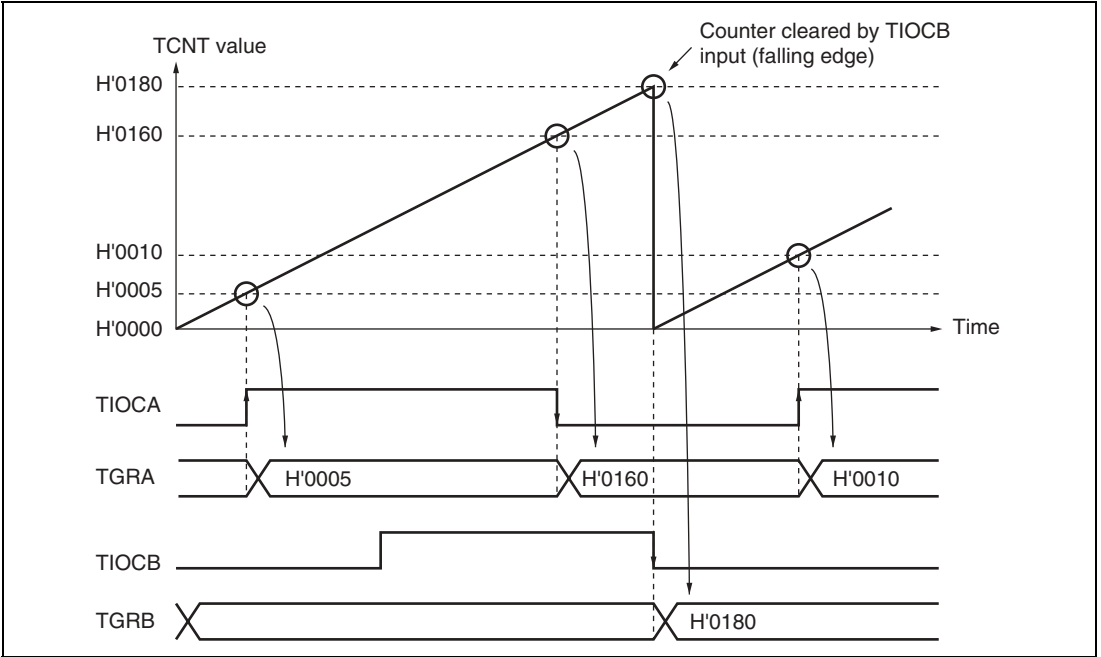 Counter cleared by TIOCB
input (falling edge)
TCNT value
H'0180
H'0160
H'0010
H'0005
H'0000
Time
TIOCA
TGRA
H'0005
H'0160
H'0010
TIOCB
TGRB
H'0180